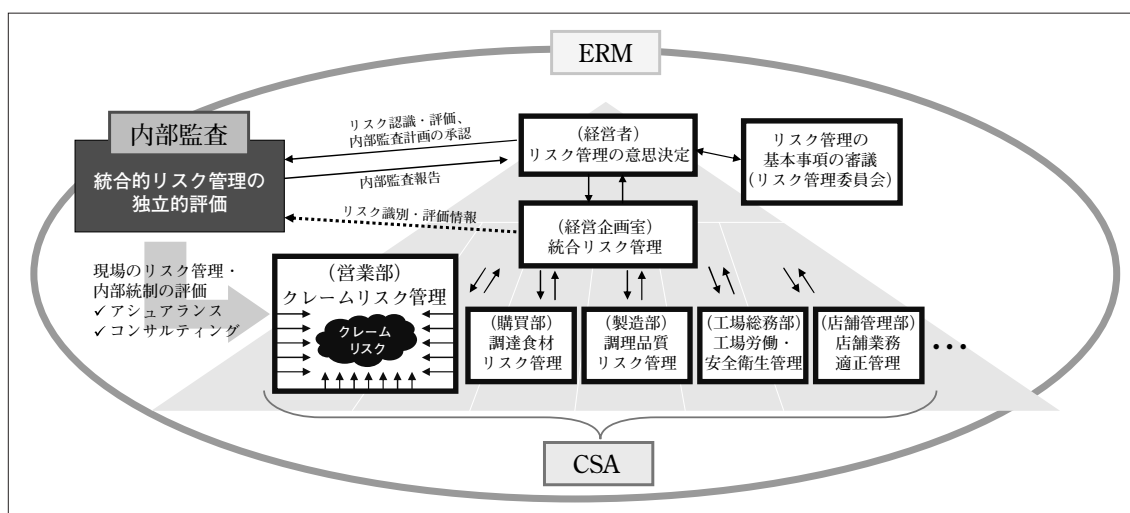 ERM
内部監査
統合的リスク管理の
独立的評価
リスク認識・評価、
内部監査計画の承認
内部監査報告
リスク識別・評価情報
(経営者)
リスク管理の意思決定
リスク管理の
基本事項の審議
(リスク管理委員会)
(経営企画室)
統合リスク管理
現場のリスク管理・
内部統制の評価
✓アシュアランス
✓コンサルティング
(営業部)
クレームリスク管理
クレーム
リスク
(購買部)
調達食材
リスク管理
(製造部)
調理品質
リスク管理
(工場総務部)
工場労働・
安全衛生管理
(店舗管理部)
店舗業務
適正管理
•••
CSA